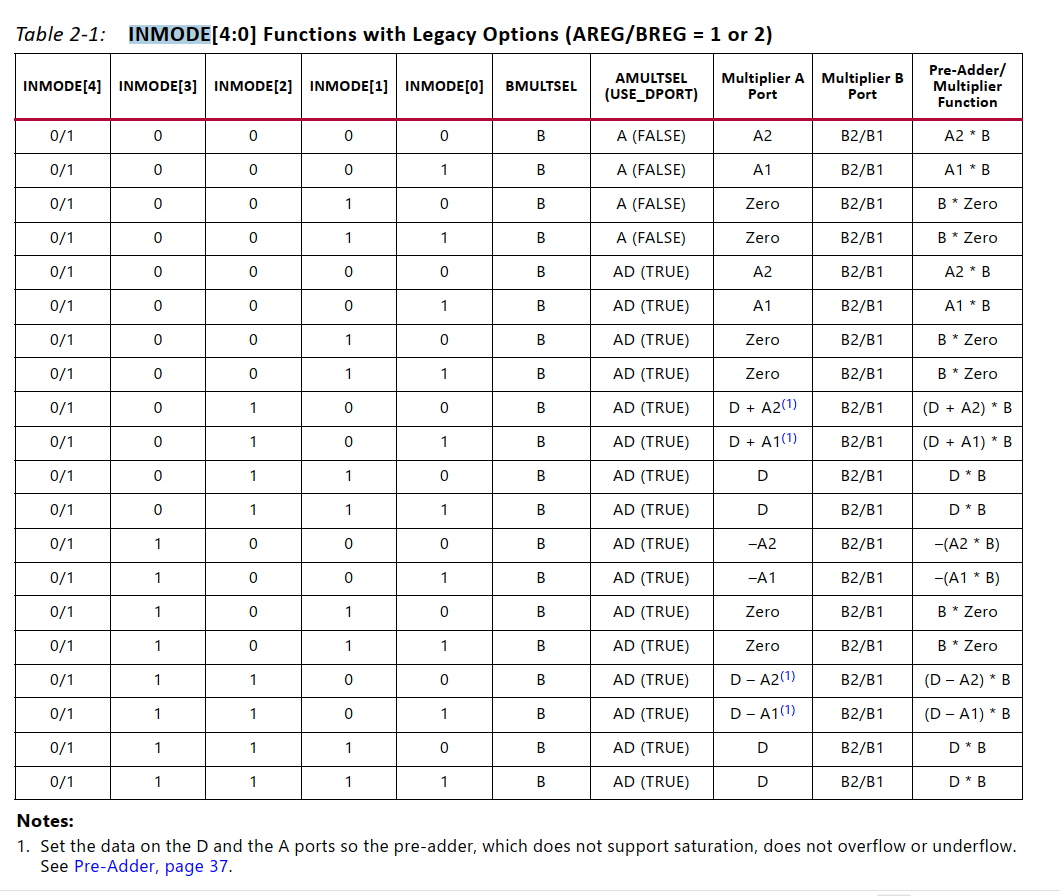 Table 2-1: INMODE[4:0] Functions with Legacy Options (AREG/BREG = 1 or 2)
INMODE[4] INMODE[3] INMODE[2] INMODE[1] INMODE[0] BMULTSEL AMULTSEL (USE_DPORT) Multiplier A Port Multiplier B Port Pre-Adder/ Multiplier Function
0/1 0 0 0 0 B A (FALSE) A2 B2/B1 A2 * B
0/1 0 0 0 1 B A (FALSE) A1 B2/B1 A1 * B
0/1 0 0 1 0 B A (FALSE) Zero B2/B1 B * Zero
0/1 0 0 1 1 B A (FALSE) Zero B2/B1 B * Zero
0/1 0 0 0 0 B AD (TRUE) A2 B2/B1 A2 * B
0/1 0 0 0 1 B AD (TRUE) A1 B2/B1 A1 * B
0/1 0 0 1 0 B AD (TRUE) Zero B2/B1 B * Zero
0/1 0 0 1 1 B AD (TRUE) Zero B2/B1 B * Zero
0/1 0 1 0 0 B AD (TRUE) D + A2(1) B2/B1 (D + A2) * B
0/1 0 1 0 1 B AD (TRUE) D + A1(1) B2/B1 (D + A1) * B
0/1 0 1 1 0 B AD (TRUE) D B2/B1 D * B
0/1 0 1 1 1 B AD (TRUE) D B2/B1 D * B
0/1 1 0 0 0 B AD (TRUE) –A2 B2/B1 –(A2 * B)
0/1 1 0 0 1 B AD (TRUE) –A1 B2/B1 –(A1 * B)
0/1 1 0 1 0 B AD (TRUE) Zero B2/B1 B * Zero
0/1 1 0 1 1 B AD (TRUE) Zero B2/B1 B * Zero
0/1 1 1 0 0 B AD (TRUE) D – A2(1) B2/B1 (D – A2) * B
0/1 1 1 0 1 B AD (TRUE) D – A1(1) B2/B1 (D – A1) * B
0/1 1 1 1 0 B AD (TRUE) D B2/B1 D * B
0/1 1 1 1 1 B AD (TRUE) D B2/B1 D * B
Notes:
1. Set the data on the D and the A ports so the pre-adder, which does not support saturation, does not overflow or underflow.
See Pre-Adder, page 37.